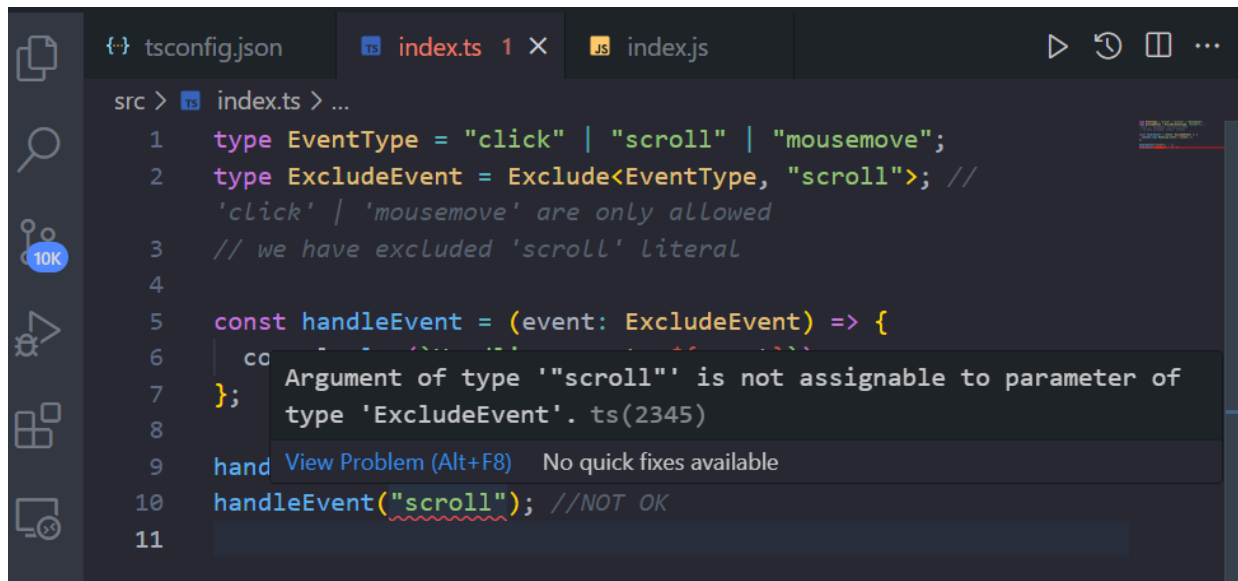 tsconfig.json
TS index.ts 1
JS index.js
src > TS index.ts > ...
1 type EventType = "click" | "scroll" | "mousemove";
2 type ExcludeEvent = Exclude<EventType, "scroll">; //
'click' | 'mousemove' are only allowed
3 // we have excluded 'scroll' literal
4
5 const handleEvent = (event: ExcludeEvent) => {
6 co
Argument of type '"scroll"' is not assignable to parameter of
7 };
type 'ExcludeEvent'. ts(2345)
8
9 hand
View Problem (Alt+F8) No quick fixes available
10 handleEvent("scroll"); //NOT OK
11
10K